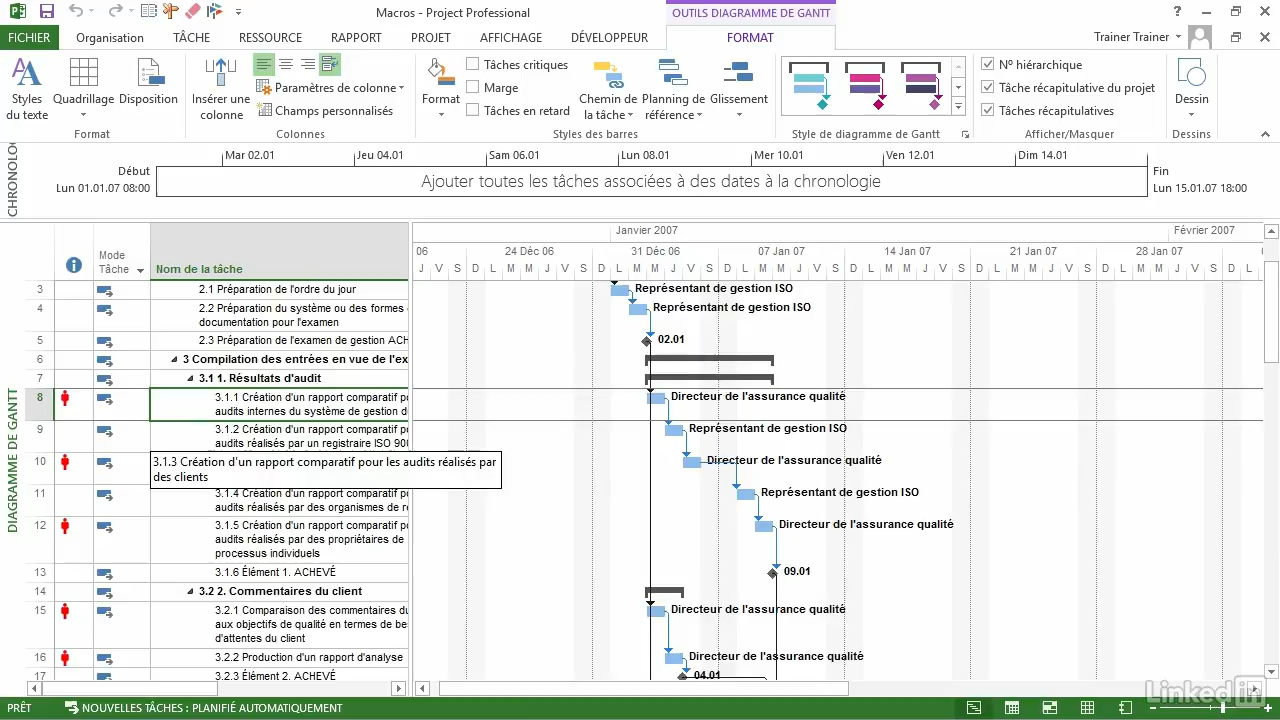 Macros - Project Professional
OUTILS DIAGRAMME DE GANTT
FICHIER
Organisation
TÂCHE
RESSOURCE
RAPPORT
PROJET
AFFICHAGE
DÉVELOPPEUR
FORMAT
Trainer Trainer
Styles
du texte
Quadrillage
Disposition
Format
Insérer une
colonne
Paramètres de colonne
Champs personnalisés
Colonnes
Format
Tâches critiques
Marge
Tâches en retard
Chemin de
la tâche
Planning de
référence
Glissement
Styles des barres
Style de diagramme de Gantt
Nº hiérarchique
Tâche récapitulative du projet
Tâches récapitulatives
Afficher/Masquer
Dessin
Dessins
CHRONOLO
Mar 02.01
Jeu 04.01
Sam 06.01
Lun 08.01
Mer 10.01
Ven 12.01
Dim 14.01
Début
Lun 01.01.07 08:00
Ajouter toutes les tâches associées à des dates à la chronologie
Fin
Lun 15.01.07 18:00
DIAGRAMME DE GANTT
Mode
Tâche
Nom de la tâche
Janvier 2007
Février 2007
06
24 Déc 06
31 Déc 06
07 Jan 07
14 Jan 07
21 Jan 07
28 Jan 07
J V S D L M M J V S D L M M J V S D L M M J V S D L M M J V S D L M M J V S D L
3 2.1 Préparation de l'ordre du jour
Représentant de gestion ISO
4 2.2 Préparation du système ou des formes
documentation pour l'examen
Représentant de gestion ISO
5 2.3 Préparation de l'examen de gestion ACH
02.01
6 3 Compilation des entrées en vue de l'ex
7 3.1 1. Résultats d'audit
8 3.1.1 Création d'un rapport comparatif po
audits internes du système de gestion d
Directeur de l'assurance qualité
9 3.1.2 Création d'un rapport comparatif po
audits réalisés par un registraire ISO 900
Représentant de gestion ISO
10 3.1.3 Création d'un rapport comparatif pour les audits réalisés par
des clients
Directeur de l'assurance qualité
11 3.1.4 Création d'un rapport comparatif po
audits réalisés par des organismes de r
Représentant de gestion ISO
12 3.1.5 Création d'un rapport comparatif po
audits réalisés par des propriétaires de
processus individuels
Directeur de l'assurance qualité
13 3.1.6 Élément 1. ACHEVÉ
09.01
14 3.2 2. Commentaires du client
15 3.2.1 Comparaison des commentaires du
aux objectifs de qualité en termes de be
d'attentes du client
Directeur de l'assurance qualité
16 3.2.2 Production d'un rapport d'analyse
Directeur de l'assurance qualité
17 3.2.3 Élément 2. ACHEVÉ
04.01
PRÊT
NOUVELLES TÂCHES : PLANIFIÉ AUTOMATIQUEMENT
Linked in